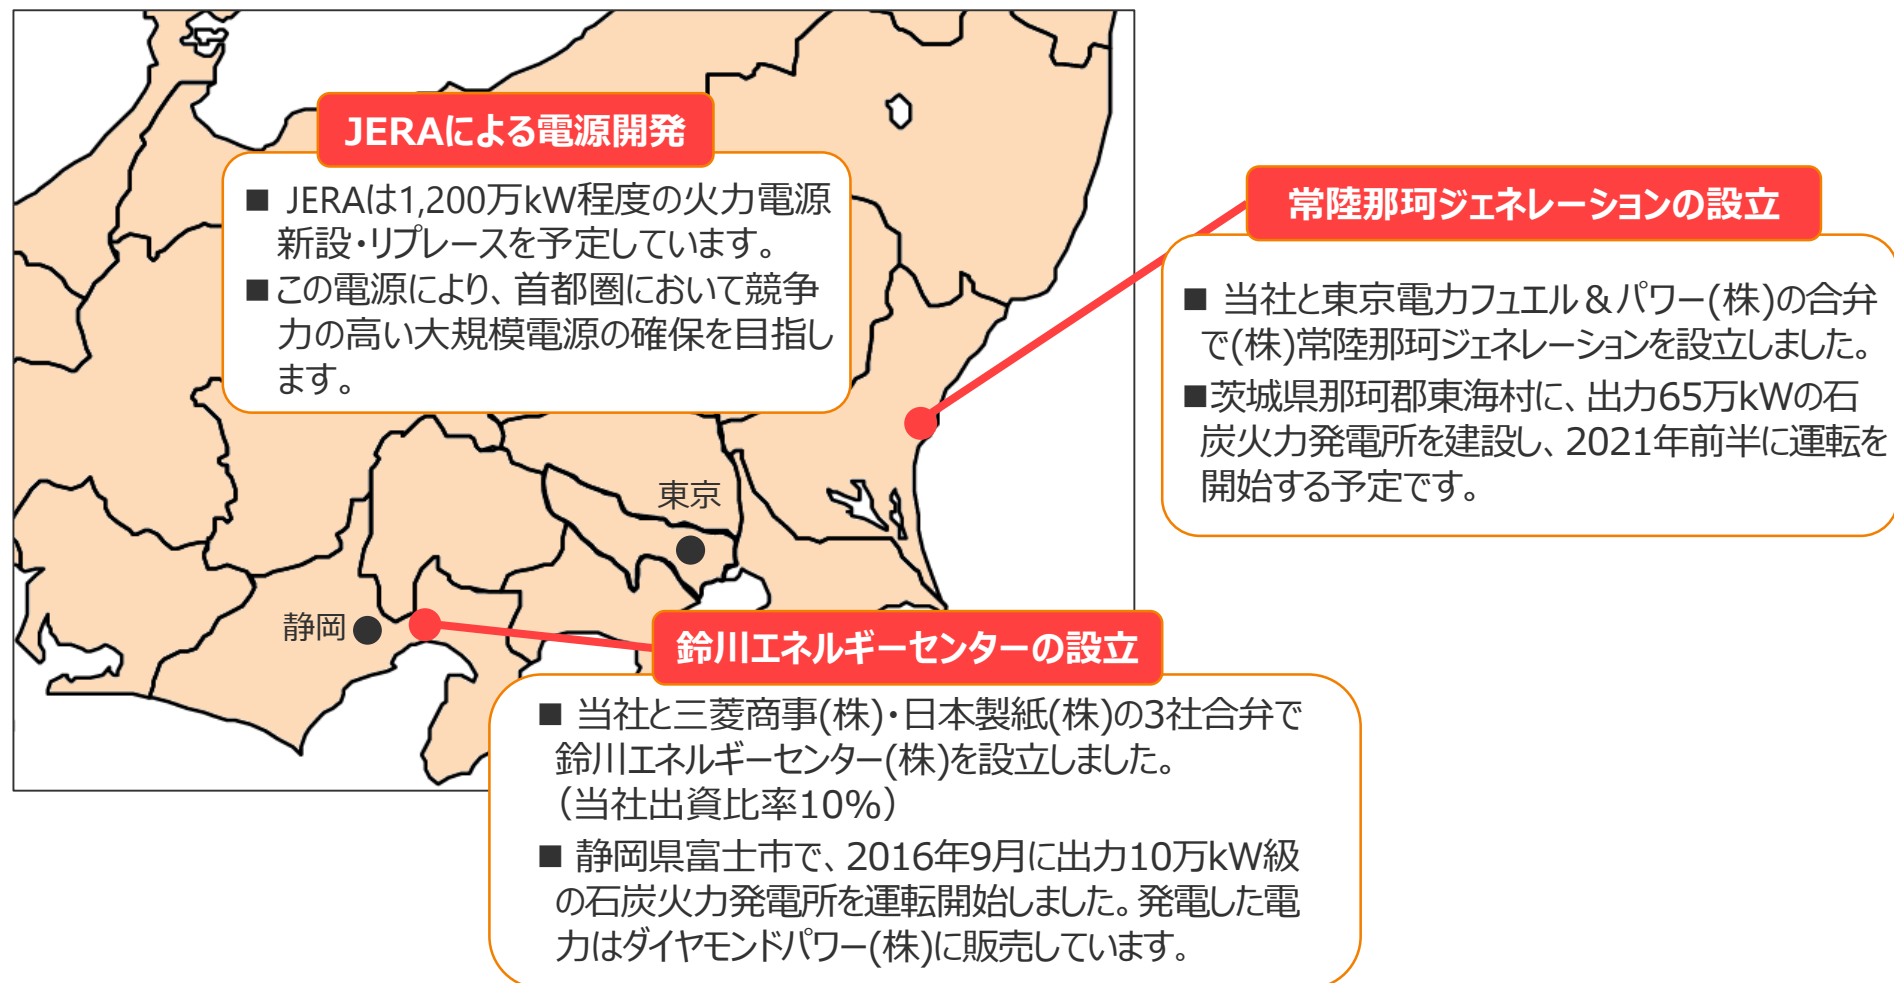 JERAによる電源開発
■ JERAは1,200万kW程度の火力電源
新設・リプレースを予定しています。
■この電源により、首都圏において競争
力の高い大規模電源の確保を目指し
ます。
常陸那珂ジェネレーションの設立
■ 当社と東京電力フュエル＆パワー(株)の合弁
で(株)常陸那珂ジェネレーションを設立しました。
■茨城県那珂郡東海村に、出力65万kWの石
炭火力発電所を建設し、2021年前半に運転を
開始する予定です。
東京
静岡
鈴川エネルギーセンターの設立
■ 当社と三菱商事(株)・日本製紙(株)の3社合弁で
鈴川エネルギーセンター(株)を設立しました。
（当社出資比率10%）
■ 静岡県富士市で、2016年9月に出力10万kW級
の石炭火力発電所を運転開始しました。発電した電
力はダイヤモンドパワー(株)に販売しています。